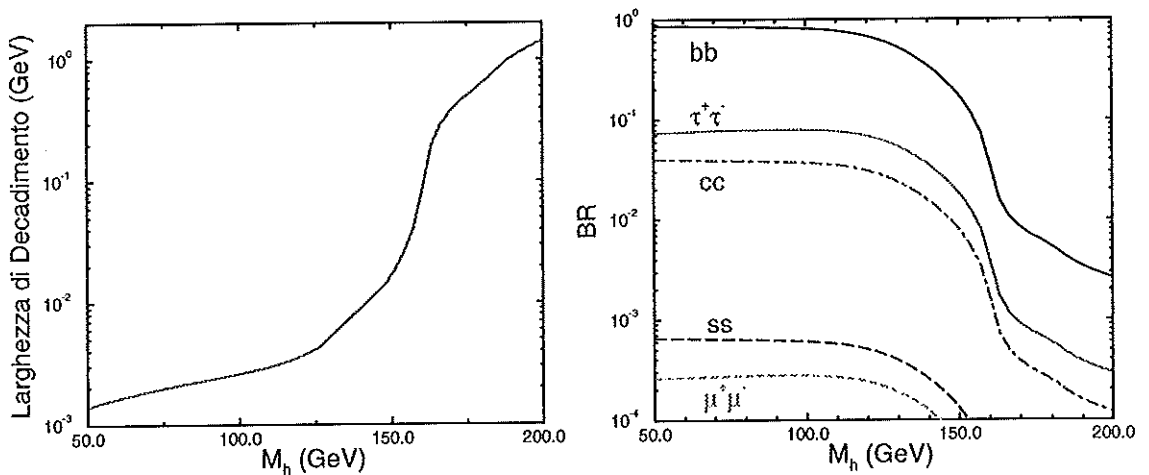 Larghezza di Decadimento (GeV)
10⁰
10⁻¹
10⁻²
10⁻³
50.0 100.0 150.0 200.0
M_h (GeV)
BR
10⁰
10⁻¹
10⁻²
10⁻³
10⁻⁴
bb
τ⁺τ⁻
cc
ss
μ⁺μ⁻
50.0 100.0 150.0 200.0
M_h (GeV)